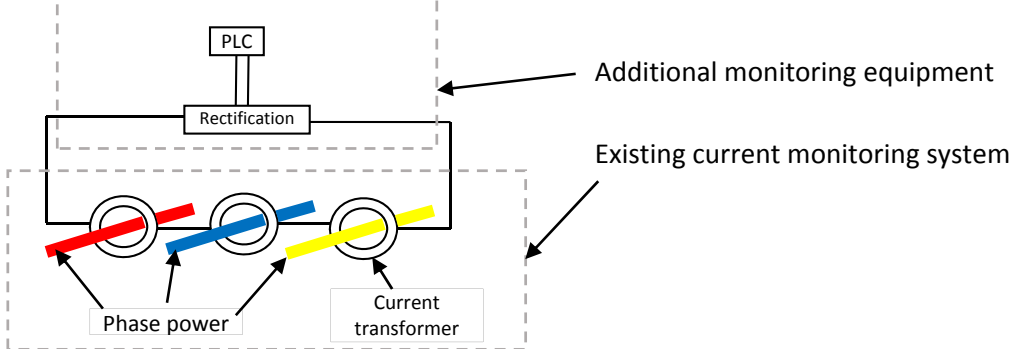 PLC
Additional monitoring equipment
Rectification
Existing current monitoring system
Phase power
Current
transformer